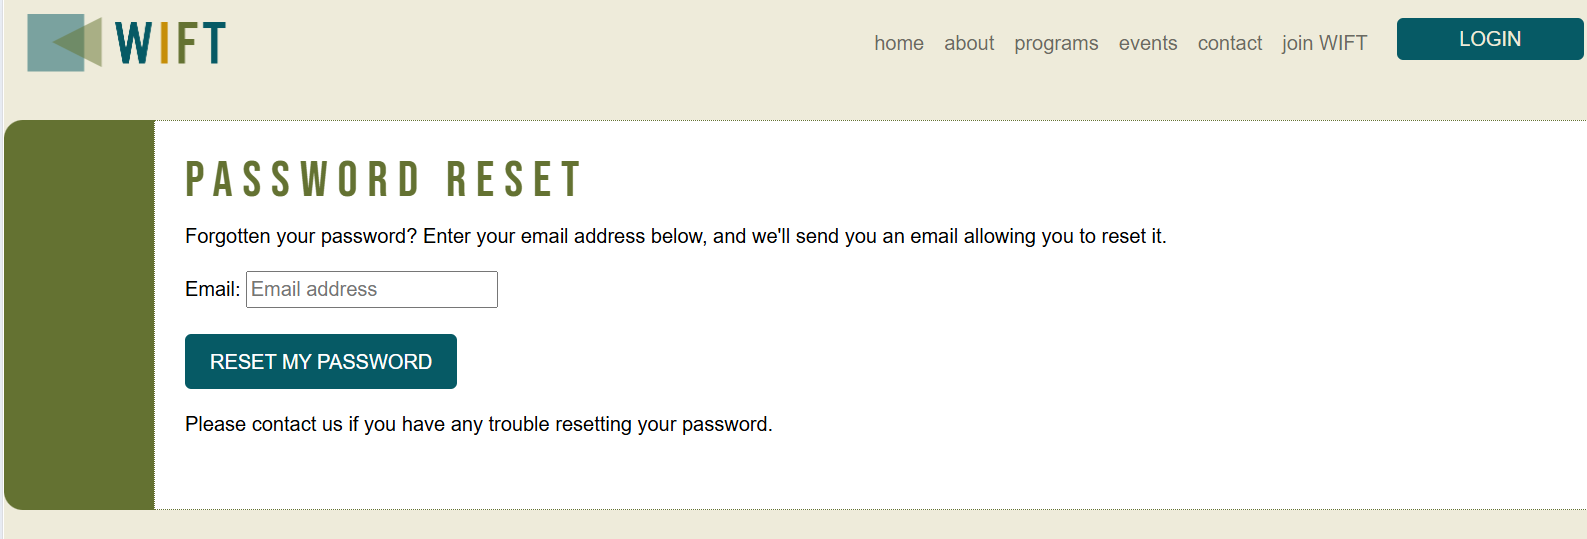 WIFT
home about programs events contact join WIFT LOGIN
PASSWORD RESET
Forgotten your password? Enter your email address below, and we'll send you an email allowing you to reset it.
Email: Email address
RESET MY PASSWORD
Please contact us if you have any trouble resetting your password.